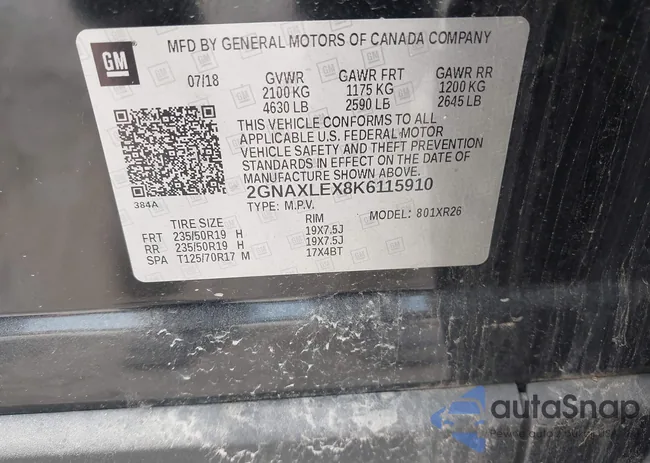 GM
MFD BY GENERAL MOTORS OF CANADA COMPANY
07/18 GVWR GAWR FRT GAWR RR
2100 KG 1175 KG 1200 KG
4630 LB 2590 LB 2645 LB
THIS VEHICLE CONFORMS TO ALL
APPLICABLE U.S. FEDERAL MOTOR
VEHICLE SAFETY AND THEFT PREVENTION
STANDARDS IN EFFECT ON THE DATE OF
MANUFACTURE SHOWN ABOVE.
384A
2GNAXLEX8K6115910
TYPE: M.P.V. MODEL: 801XR26
TIRE SIZE RIM
FRT 235/50R19 H 19X7.5J
RR 235/50R19 H 19X7.5J
SPA T125/70R17 M 17X4BT
autoSnap